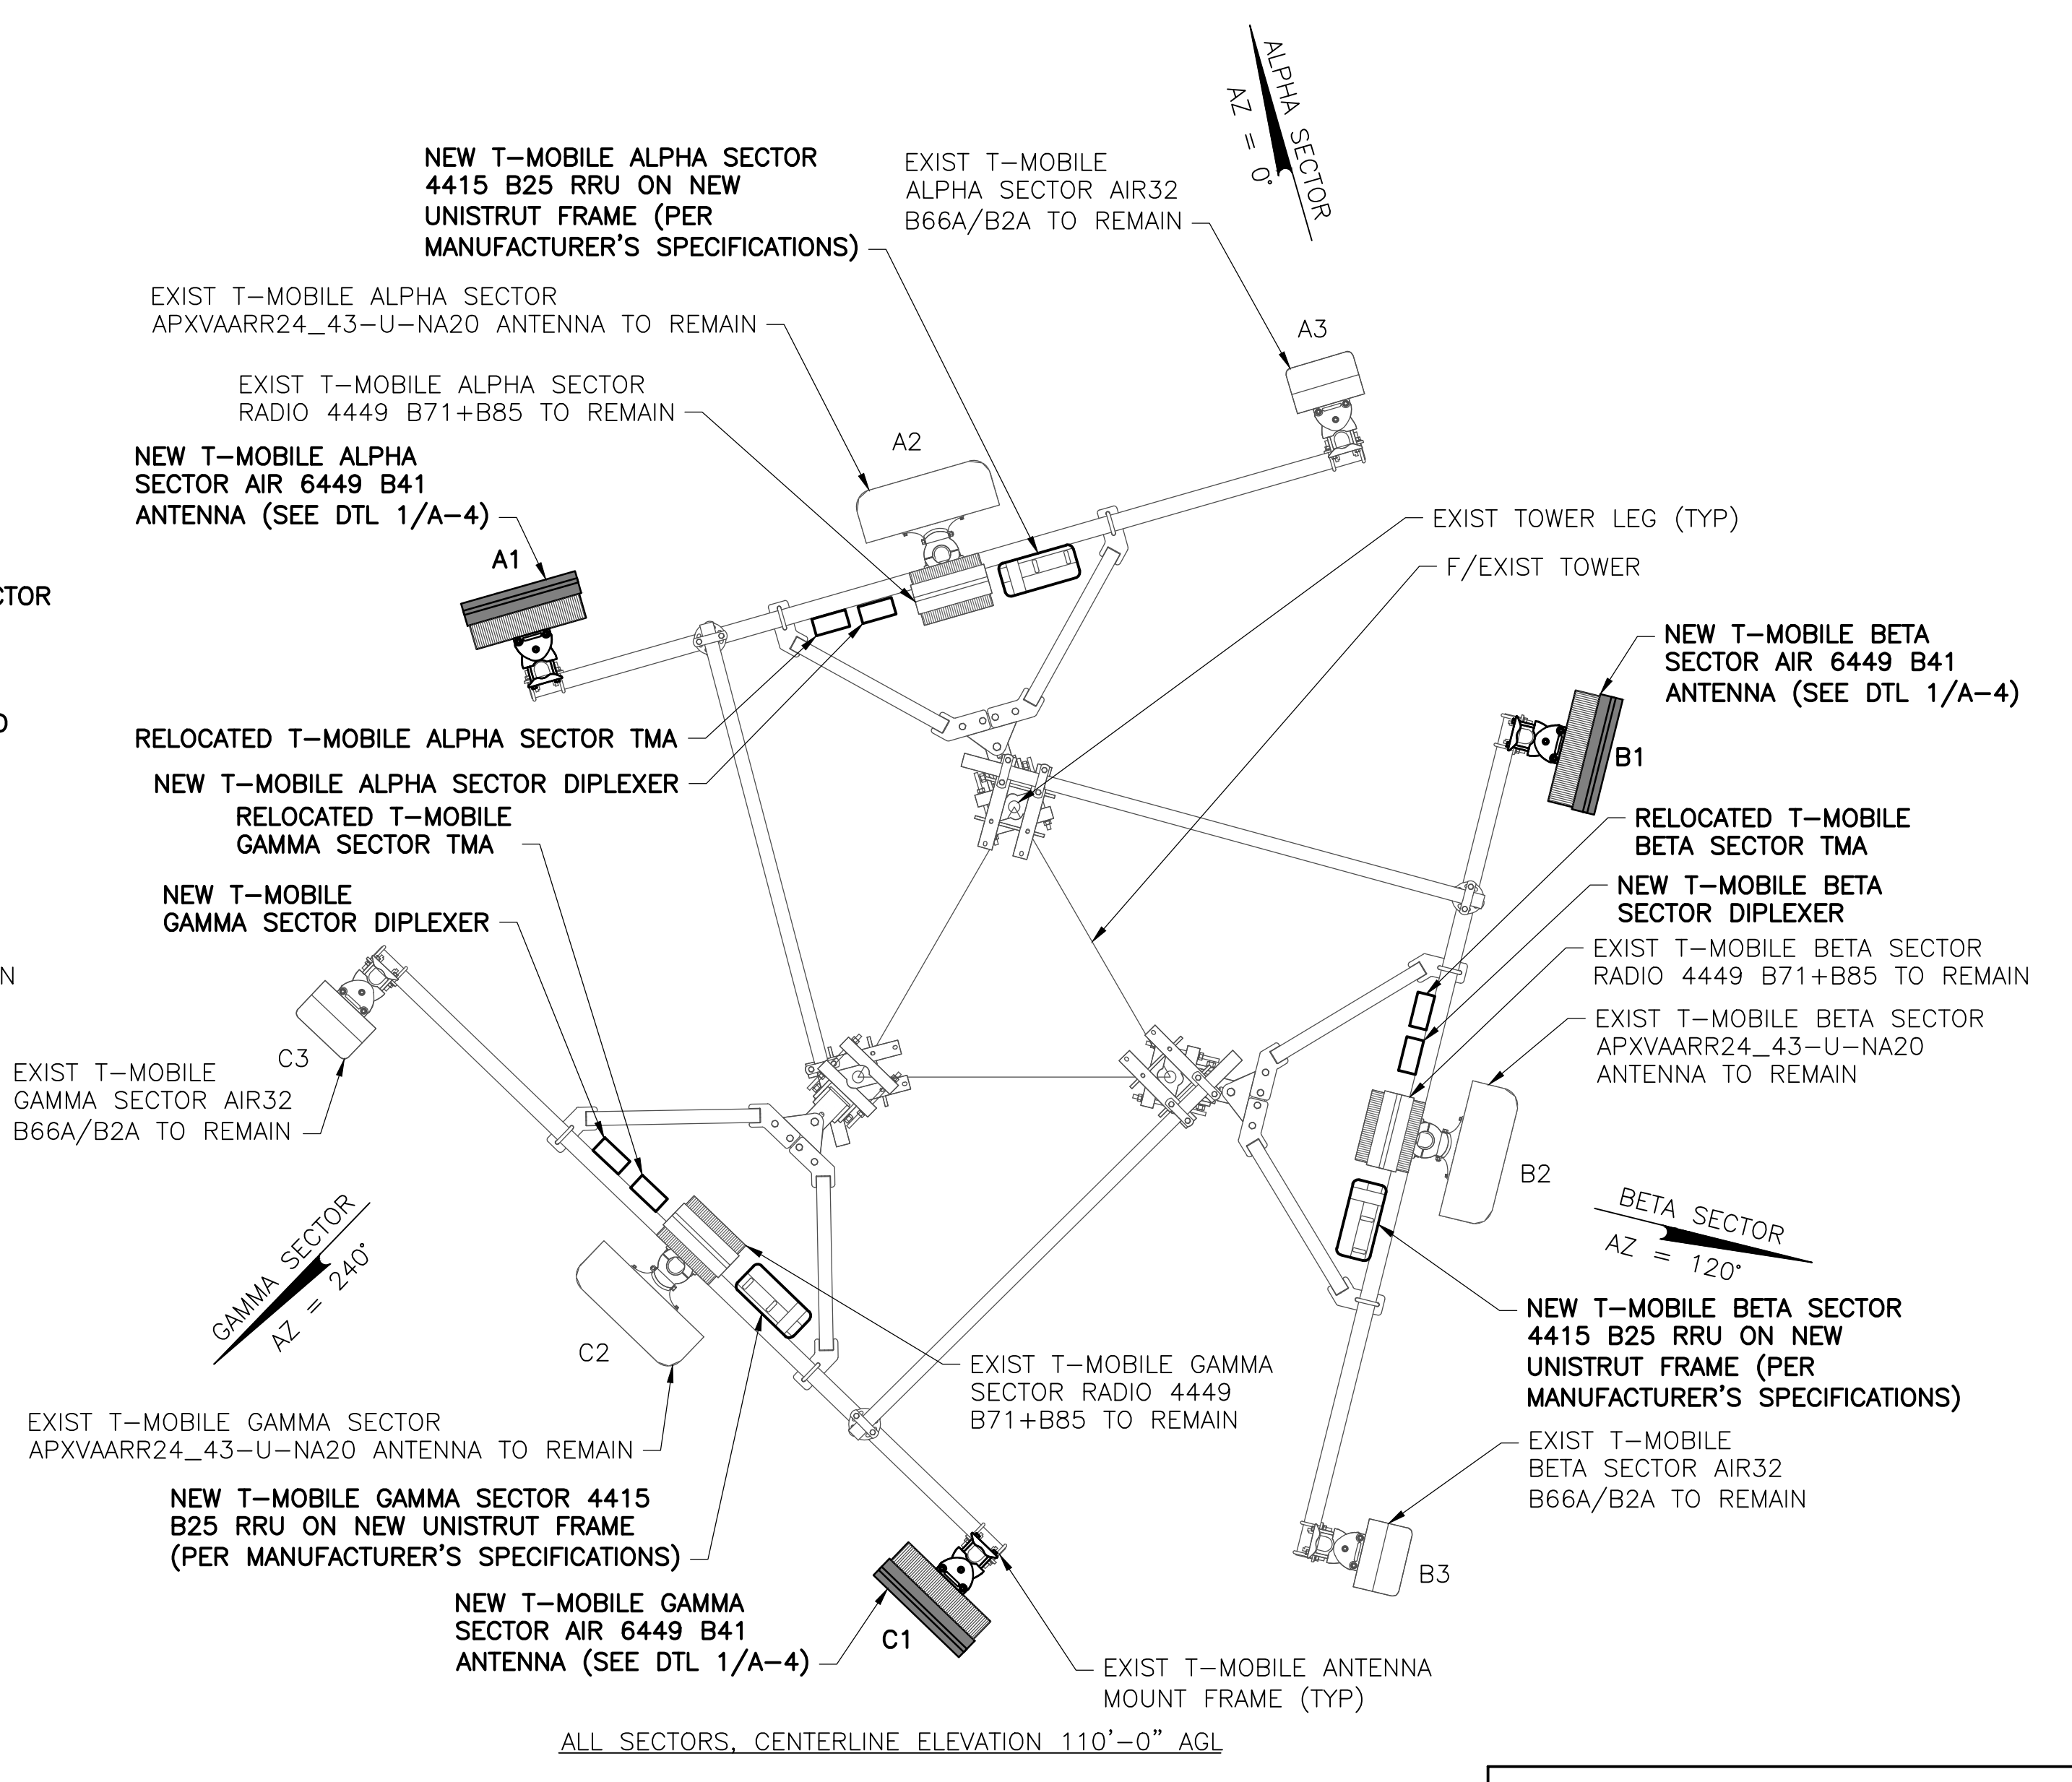 ALPHA SECTOR
AZ = 0°
NEW T-MOBILE ALPHA SECTOR
4415 B25 RRU ON NEW
UNISTRUT FRAME (PER
MANUFACTURER'S SPECIFICATIONS)
EXIST T-MOBILE
ALPHA SECTOR AIR32
B66A/B2A TO REMAIN
EXIST T-MOBILE ALPHA SECTOR
APXVAARR24_43-U-NA20 ANTENNA TO REMAIN
A3
EXIST T-MOBILE ALPHA SECTOR
RADIO 4449 B71+B85 TO REMAIN
A2
NEW T-MOBILE ALPHA
SECTOR AIR 6449 B41
ANTENNA (SEE DTL 1/A-4)
A1
EXIST TOWER LEG (TYP)
F/EXIST TOWER
NEW T-MOBILE BETA
SECTOR AIR 6449 B41
ANTENNA (SEE DTL 1/A-4)
B1
RELOCATED T-MOBILE ALPHA SECTOR TMA
NEW T-MOBILE ALPHA SECTOR DIPLEXER
RELOCATED T-MOBILE
GAMMA SECTOR TMA
RELOCATED T-MOBILE
BETA SECTOR TMA
NEW T-MOBILE
GAMMA SECTOR DIPLEXER
NEW T-MOBILE BETA
SECTOR DIPLEXER
EXIST T-MOBILE BETA SECTOR
RADIO 4449 B71+B85 TO REMAIN
EXIST T-MOBILE BETA SECTOR
APXVAARR24_43-U-NA20
ANTENNA TO REMAIN
C3
EXIST T-MOBILE
GAMMA SECTOR AIR32
B66A/B2A TO REMAIN
B2
BETA SECTOR
AZ = 120°
GAMMA SECTOR
AZ = 240°
C2
NEW T-MOBILE BETA SECTOR
4415 B25 RRU ON NEW
UNISTRUT FRAME (PER
MANUFACTURER'S SPECIFICATIONS)
EXIST T-MOBILE GAMMA
SECTOR RADIO 4449
B71+B85 TO REMAIN
EXIST T-MOBILE GAMMA SECTOR
APXVAARR24_43-U-NA20 ANTENNA TO REMAIN
EXIST T-MOBILE
BETA SECTOR AIR32
B66A/B2A TO REMAIN
B3
NEW T-MOBILE GAMMA SECTOR 4415
B25 RRU ON NEW UNISTRUT FRAME
(PER MANUFACTURER'S SPECIFICATIONS)
NEW T-MOBILE GAMMA
SECTOR AIR 6449 B41
ANTENNA (SEE DTL 1/A-4)
C1
EXIST T-MOBILE ANTENNA
MOUNT FRAME (TYP)
ALL SECTORS, CENTERLINE ELEVATION 110'-0" AGL